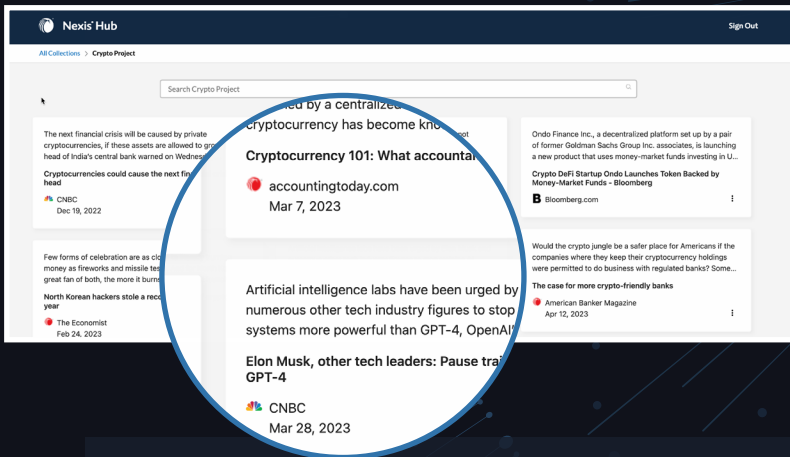 Nexis® Hub
Sign Out
All Collections > Crypto Project
Search Crypto Project
The next financial crisis will be caused by private
cryptocurrencies, if these assets are allowed to
head of India's central bank warned on
Cryptocurrencies could cause the next
head
CNBC
Dec 19, 2022
Few forms of celebration are as
money as fireworks and missile
great fan of both, the more it
North Korean hackers stole a
year
The Economist
Feb 24, 2023
by a centralized
cryptocurrency has become
not
Cryptocurrency 101: What
accountingtoday.com
Mar 7, 2023
Artificial intelligence labs have been urged by
numerous other tech industry figures to stop
systems more powerful than GPT-4,
Elon Musk, other tech leaders: Pause
GPT-4
CNBC
Mar 28, 2023
Ondo Finance Inc., a decentralized platform set up by a pair
of former Goldman Sachs Group Inc. associates, is launching
a new product that uses money-market funds investing in U...
Crypto DeFi Startup Ondo Launches Token Backed by
Money-Market Funds - Bloomberg
B Bloomberg.com
Would the crypto jungle be a safer place for Americans if the
companies where they keep their cryptocurrency holdings
were permitted to do business with regulated banks? Some...
The case for more crypto-friendly banks
American Banker Magazine
Apr 12, 2023